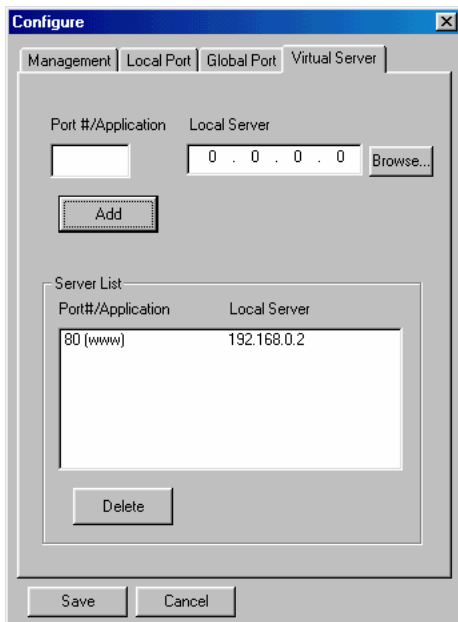 Configure
Management Local Port Global Port Virtual Server
Port #/Application Local Server
0 . 0 . 0 . 0 Browse...
Add
Server List
Port#/Application Local Server
80 (www) 192.168.0.2
Delete
Save Cancel